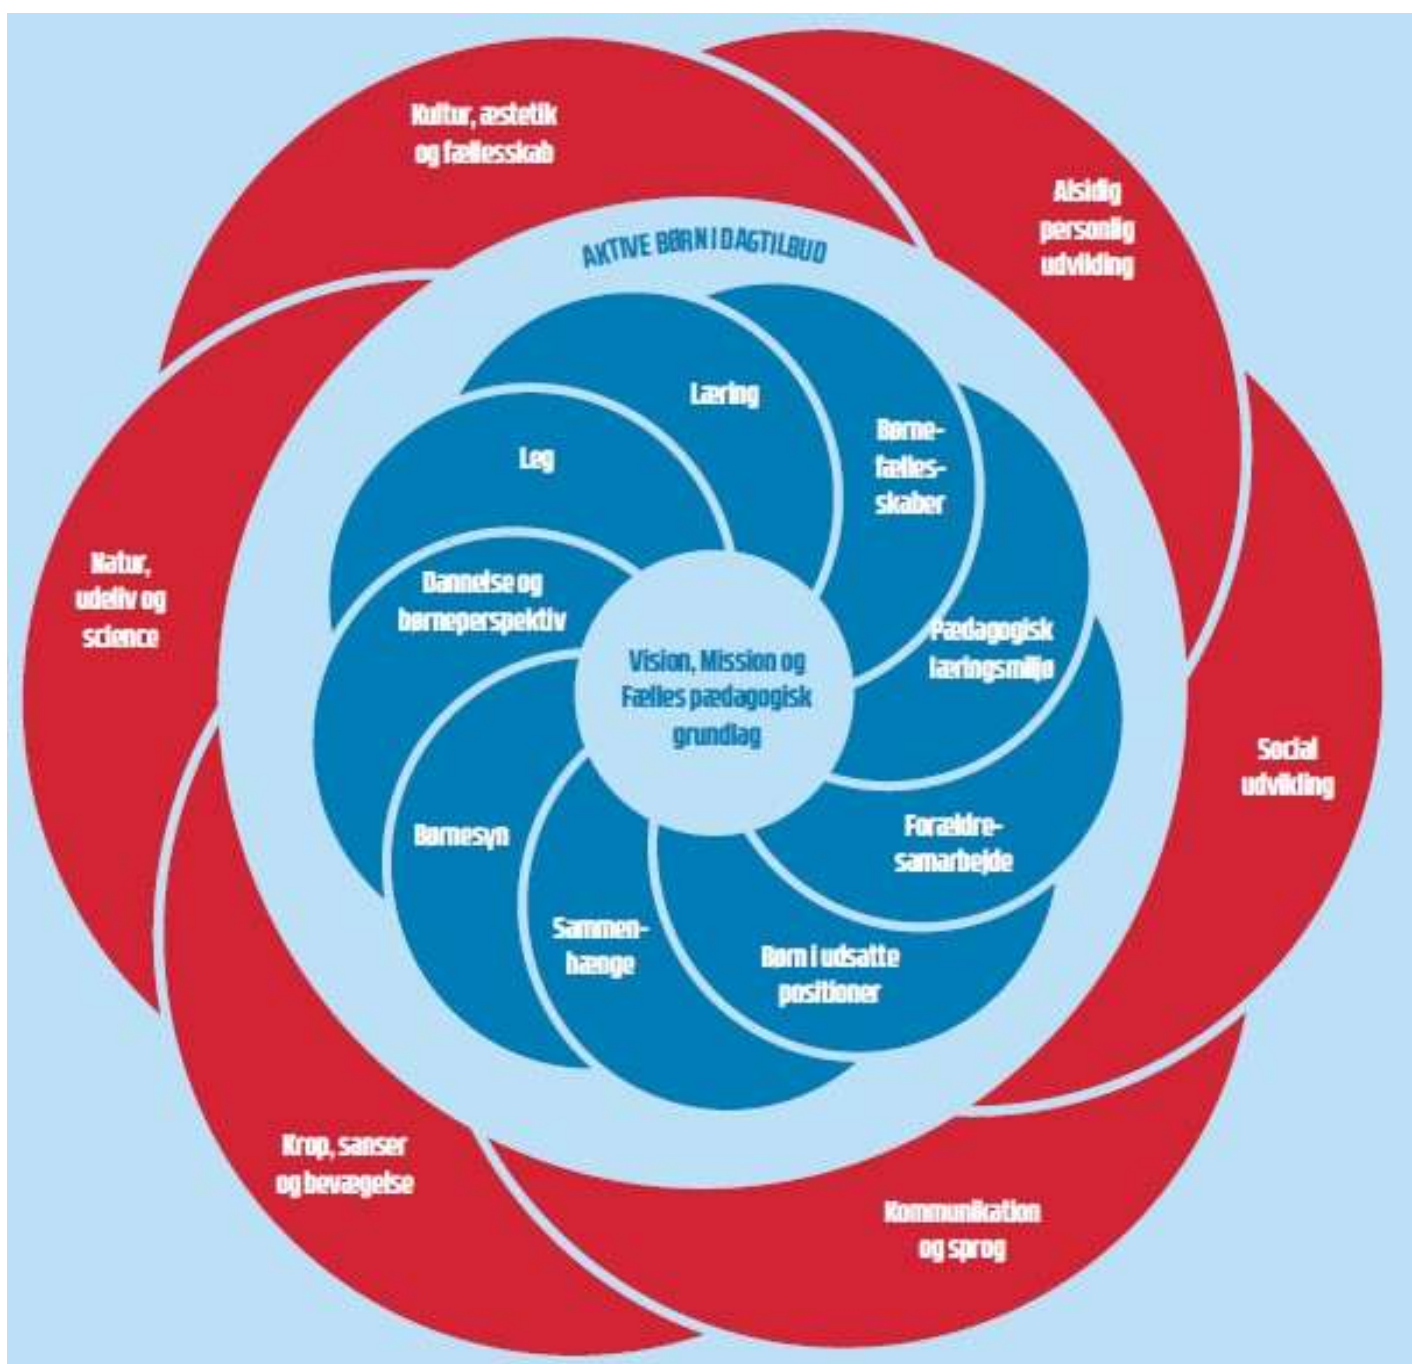 Kultur, æstetik
og fællesskab
Alsidig
personlig
udvikling
AKTIVE BØRN I DAGTILBUD
Læring
Børne-
fælles-
skaber
Leg
Natur,
udeliv og
science
Dannelse og
børneperspektiv
Pædagogisk
læringsmiljø
Vision, Mission og
Fælles pædagogisk
grundlag
Social
udvikling
Børnesyn
Forældre-
samarbejde
Sammen-
hænge
Børn i udsatte
positioner
Krop, sanser
og bevægelse
Kommunikation
og sprog